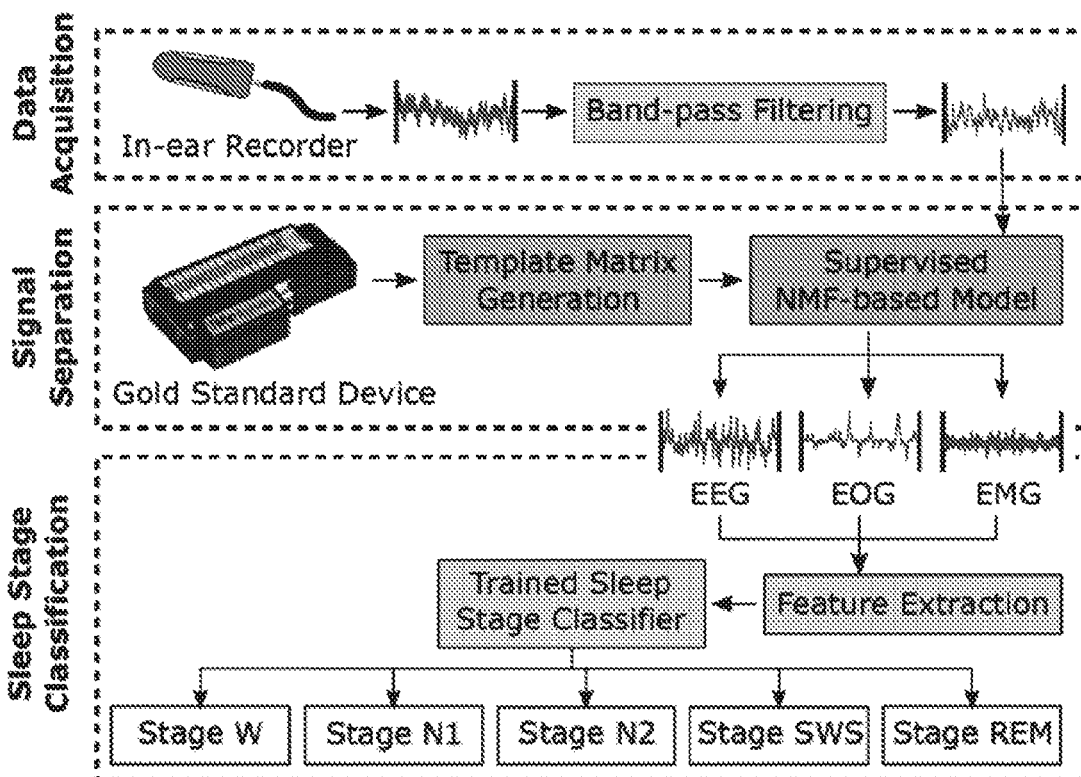 Data
Acquisition
In-ear Recorder
Band-pass Filtering
Signal
Separation
Gold Standard Device
Template Matrix
Generation
Supervised
NMF-based Model
EEG
EOG
EMG
Sleep Stage
Classification
Trained Sleep
Stage Classifier
Feature Extraction
Stage W
Stage N1
Stage N2
Stage SWS
Stage REM